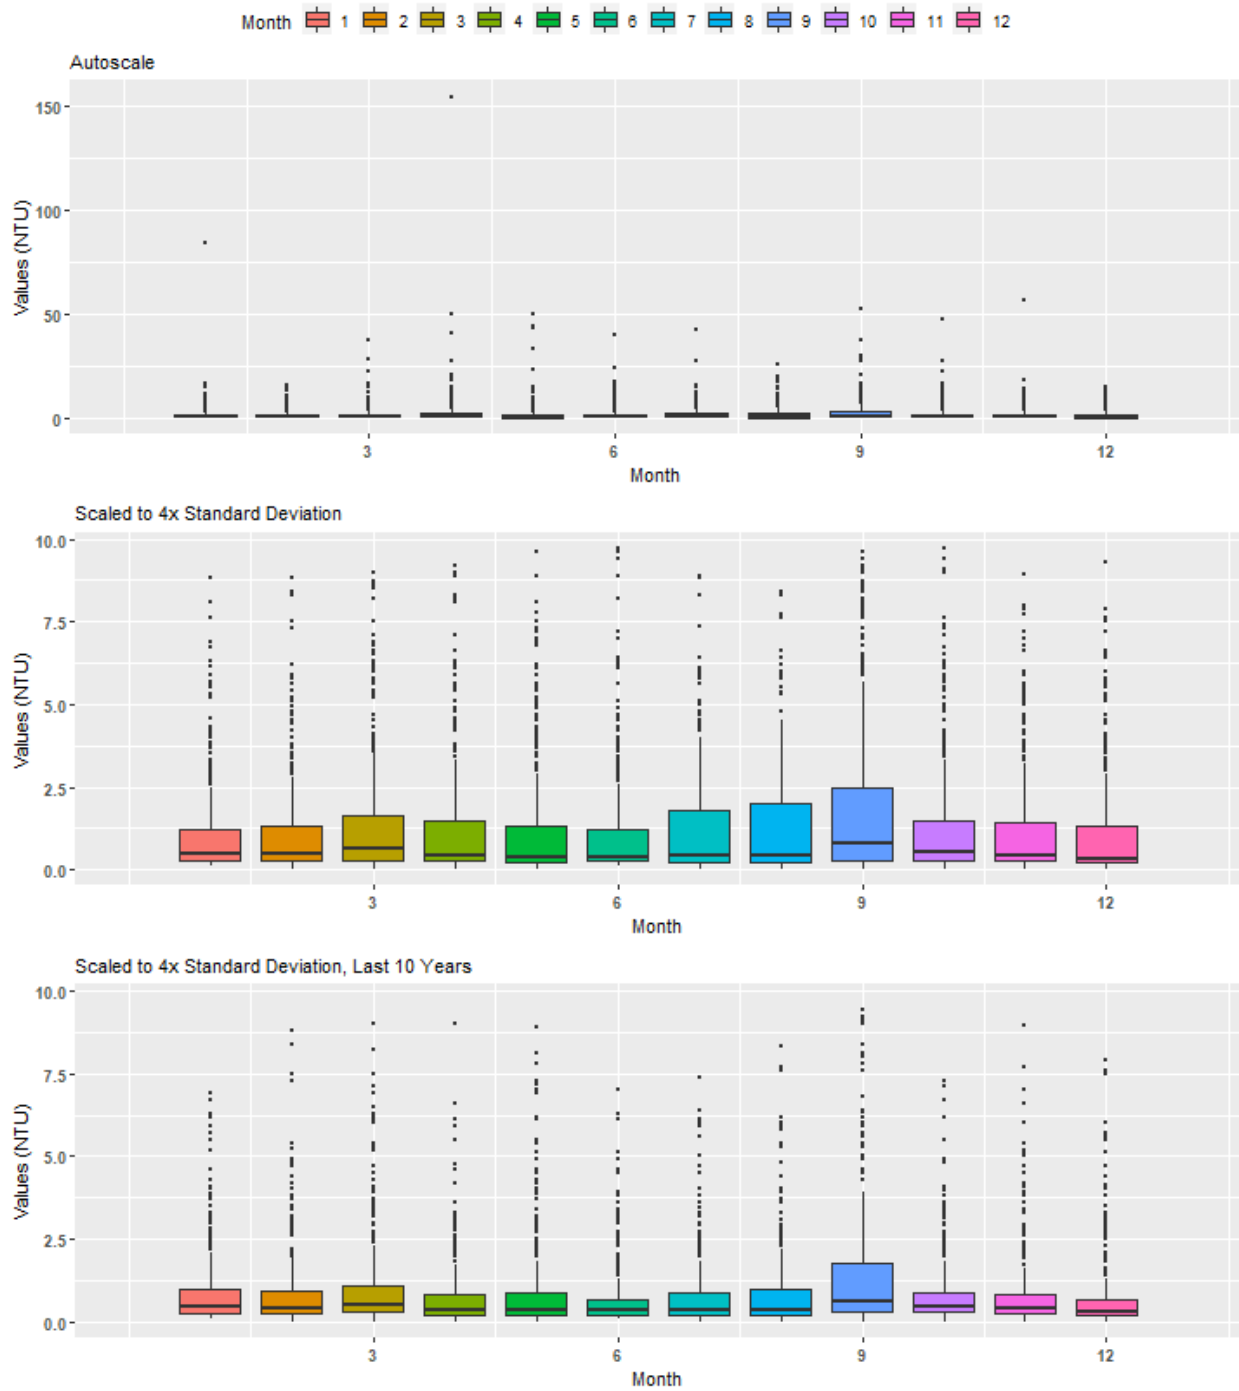 Month 1 2 3 4 5 6 7 8 9 10 11 12
Autoscale
150
100
50
0
Values (NTU)
3 6 9 12
Month
Scaled to 4x Standard Deviation
10.0
7.5
5.0
2.5
0.0
Values (NTU)
3 6 9 12
Month
Scaled to 4x Standard Deviation, Last 10 Years
10.0
7.5
5.0
2.5
0.0
Values (NTU)
3 6 9 12
Month